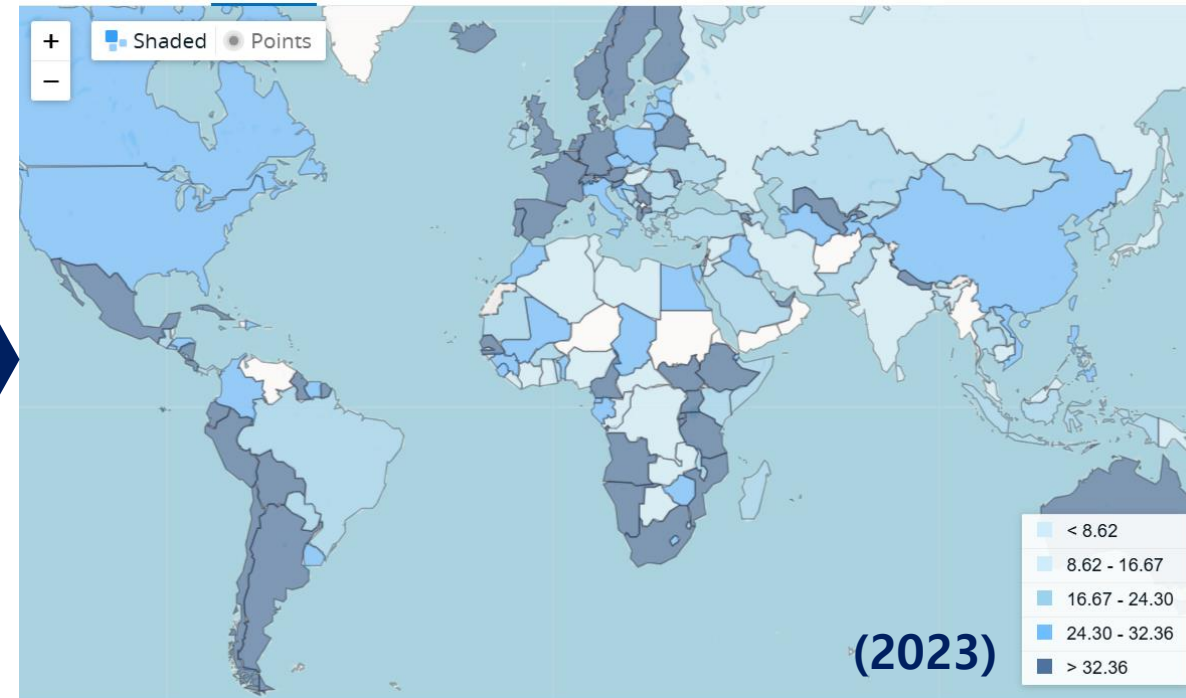 +
Shaded Points
−
< 8.62
8.62 - 16.67
16.67 - 24.30
24.30 - 32.36
> 32.36
(2023)